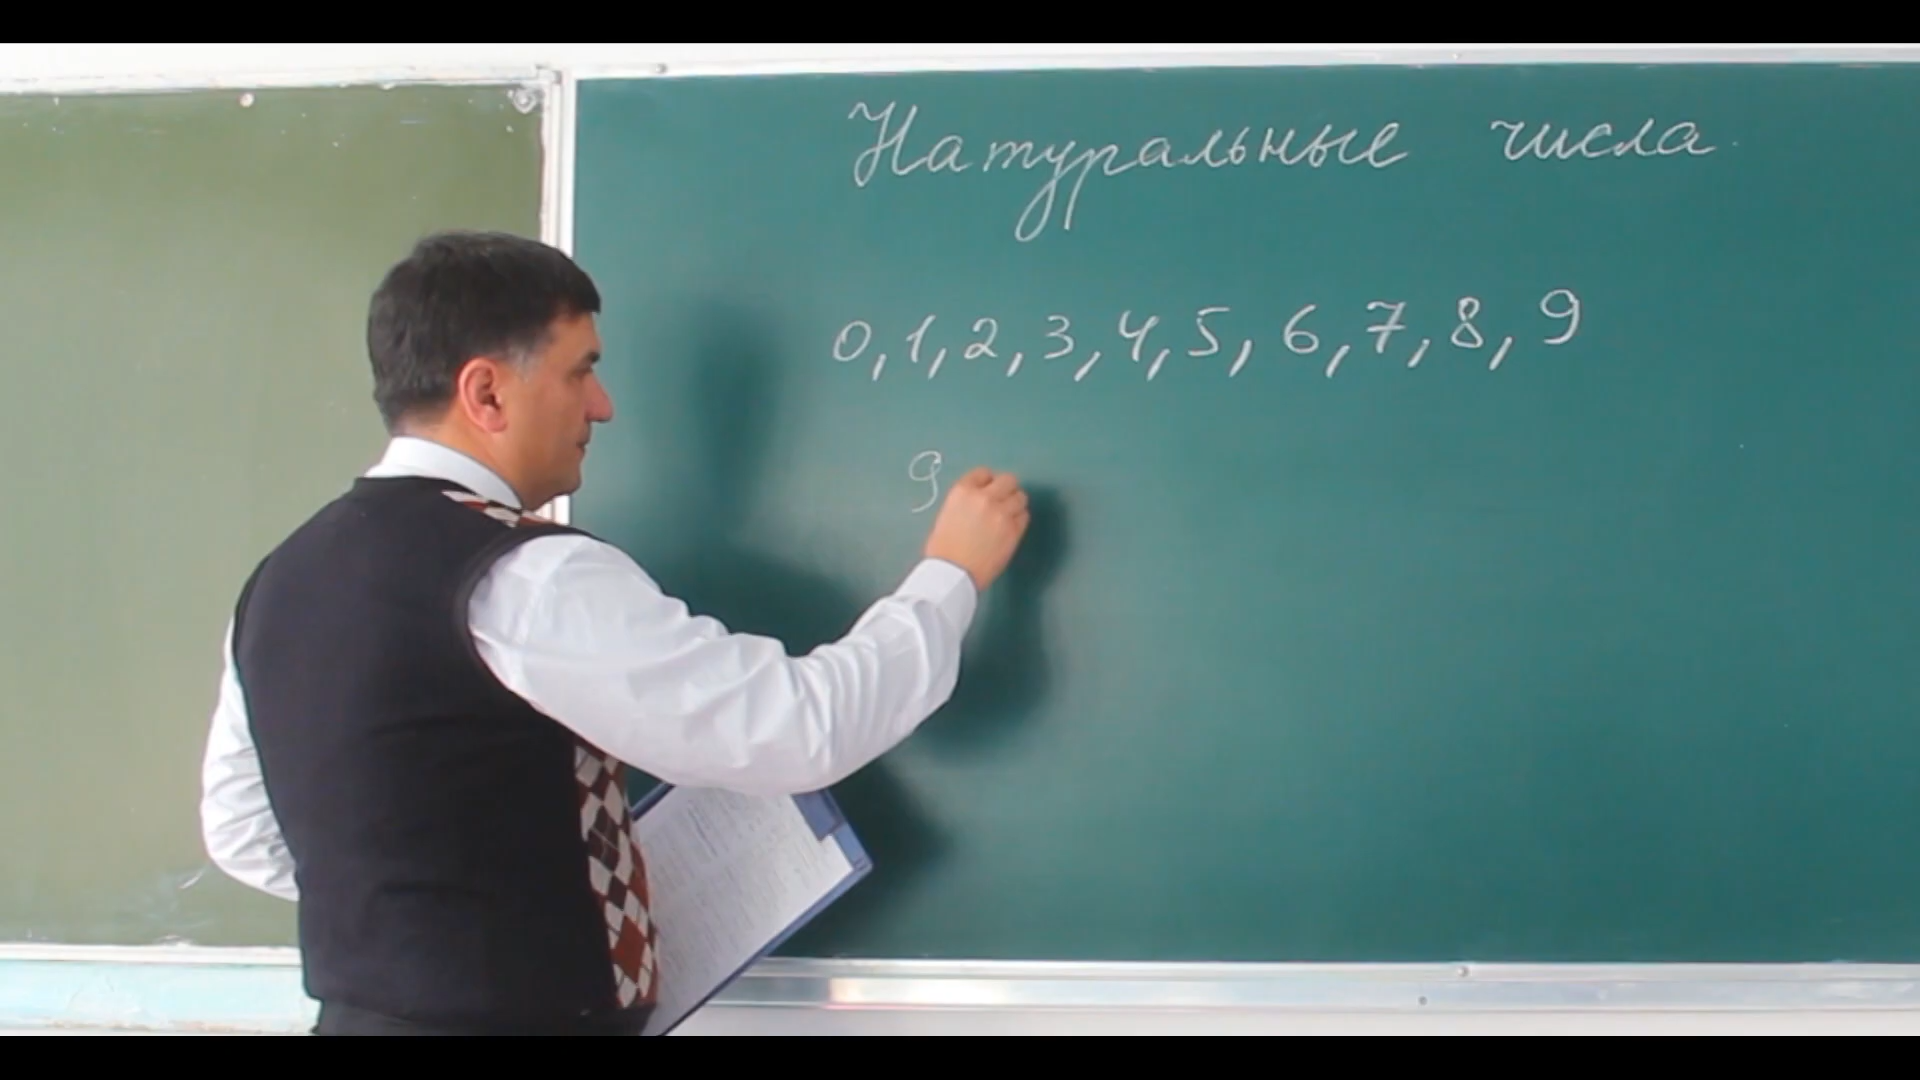 Натуральные числа
0, 1, 2, 3, 4, 5, 6, 7, 8, 9
9